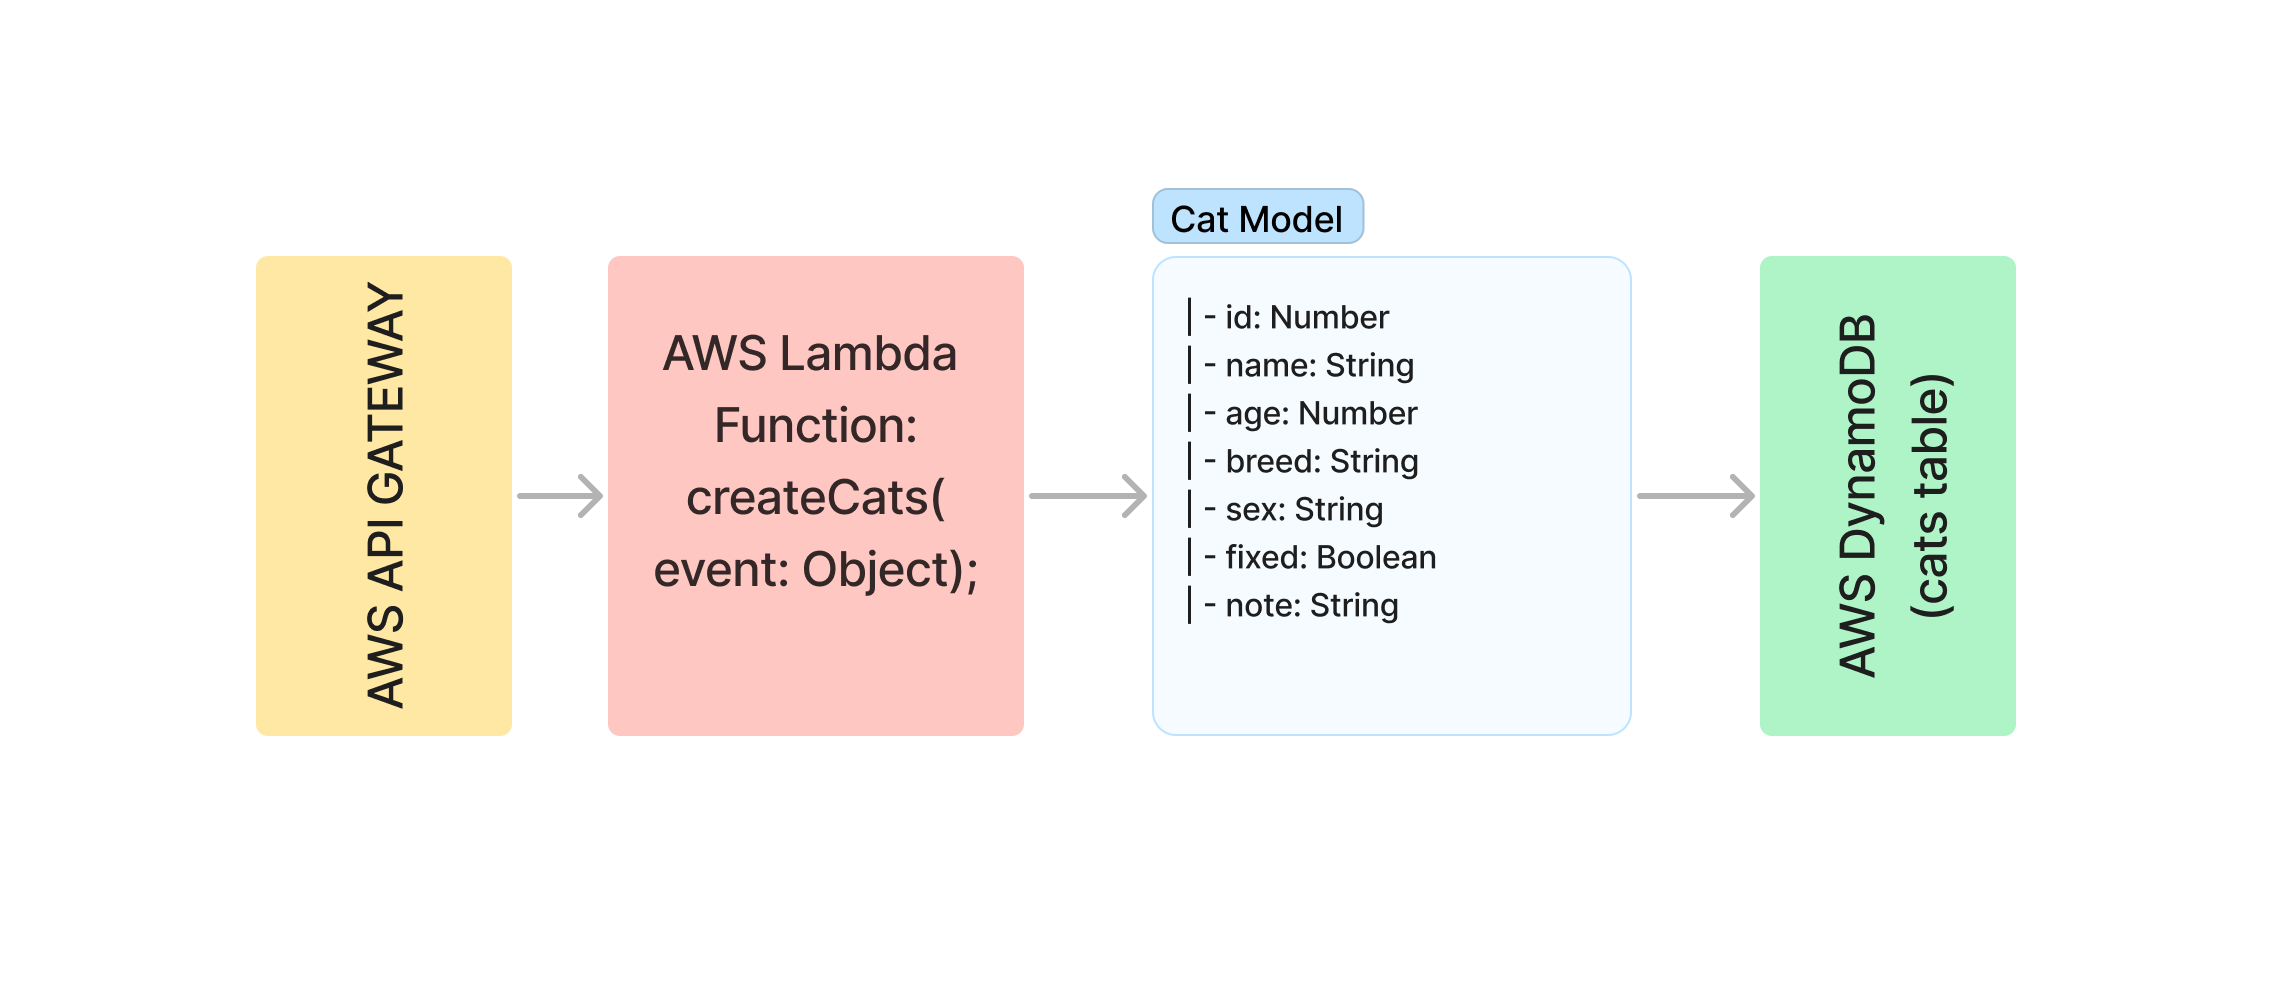 AWS API GATEWAY
AWS Lambda
Function:
createCats(
event: Object);
Cat Model
| - id: Number
| - name: String
| - age: Number
| - breed: String
| - sex: String
| - fixed: Boolean
| - note: String
AWS DynamoDB
(cats table)